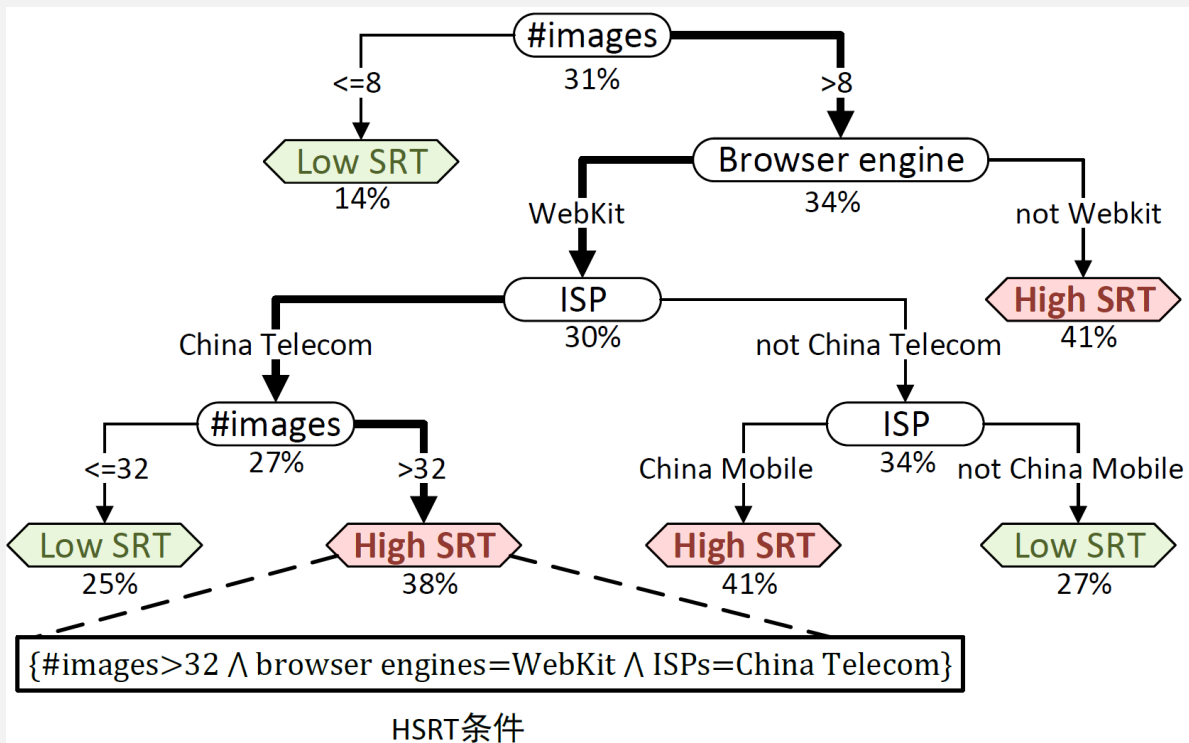 #images
31%
<=8
>8
Low SRT
14%
Browser engine
34%
WebKit
not Webkit
ISP
30%
High SRT
41%
China Telecom
not China Telecom
#images
27%
ISP
34%
<=32
>32
China Mobile
not China Mobile
Low SRT
25%
High SRT
38%
High SRT
41%
Low SRT
27%
{#images>32 ⋀ browser engines=WebKit ⋀ ISPs=China Telecom}
HSRT条件